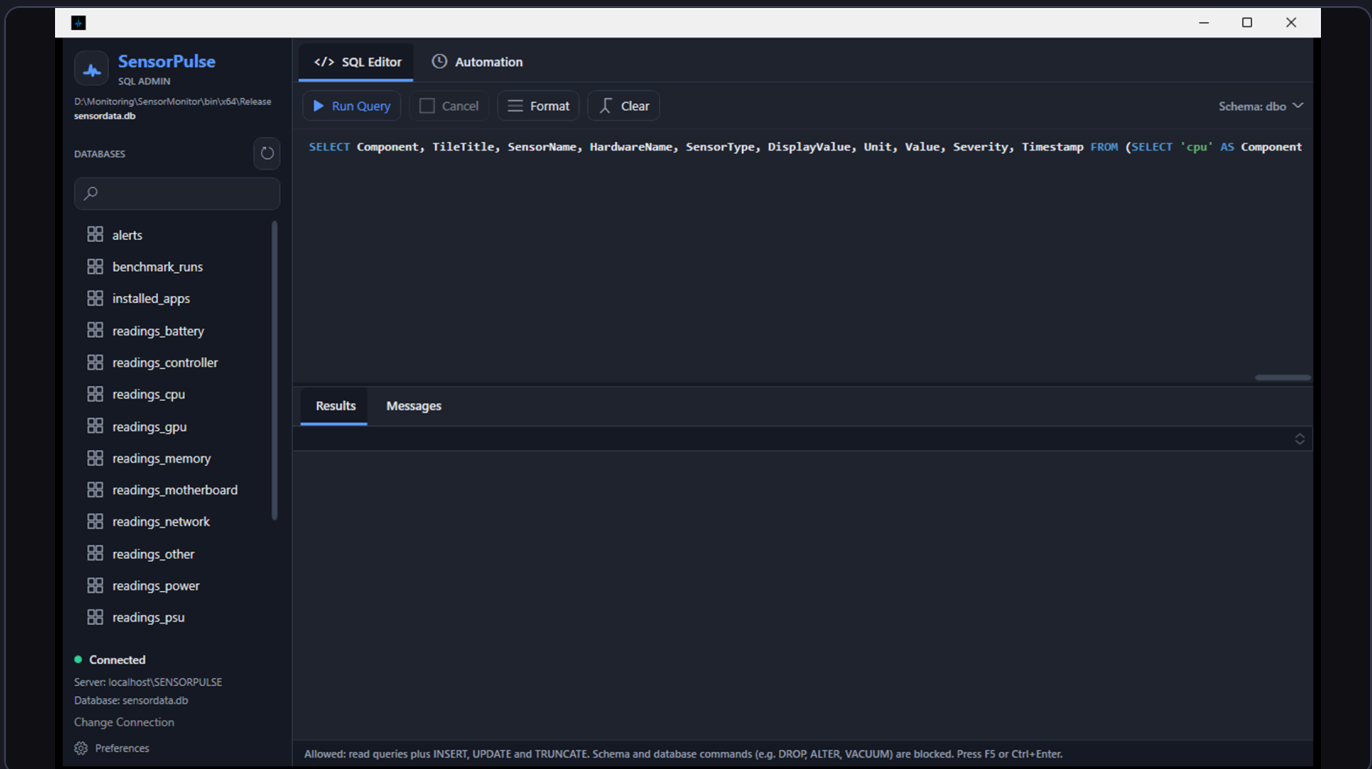 SensorPulse
SQL ADMIN
D:\Monitoring\SensorMonitor\bin\x64\Release
sensordata.db
DATABASES
alerts
benchmark_runs
installed_apps
readings_battery
readings_controller
readings_cpu
readings_gpu
readings_memory
readings_motherboard
readings_network
readings_other
readings_power
readings_psu
Connected
Server: localhost\SENSORPULSE
Database: sensordata.db
Change Connection
Preferences
</> SQL Editor
Automation
Run Query
Cancel
Format
Clear
Schema: dbo
SELECT Component, TileTitle, SensorName, HardwareName, SensorType, DisplayValue, Unit, Value, Severity, Timestamp FROM (SELECT 'cpu' AS Component
Results
Messages
Allowed: read queries plus INSERT, UPDATE and TRUNCATE. Schema and database commands (e.g. DROP, ALTER, VACUUM) are blocked. Press F5 or Ctrl+Enter.